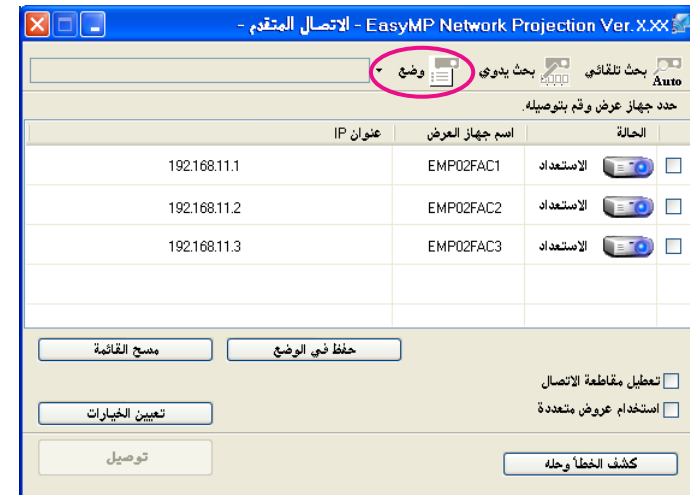 EasyMP Network Projection Ver.X.XX - الاتصال المتقدم -
Auto بحث تلقائي بحث يدوي وضع
حدد جهاز عرض وقم بتوصيله.
الحالة اسم جهاز العرض عنوان IP
الاستعداد EMP02FAC1 192.168.11.1
الاستعداد EMP02FAC2 192.168.11.2
الاستعداد EMP02FAC3 192.168.11.3
حفظ في الوضع مسح القائمة
تعطيل مقاطعة الاتصال
استخدام عروض متعددة تعيين الخيارات
كشف الخطأ وحله توصيل